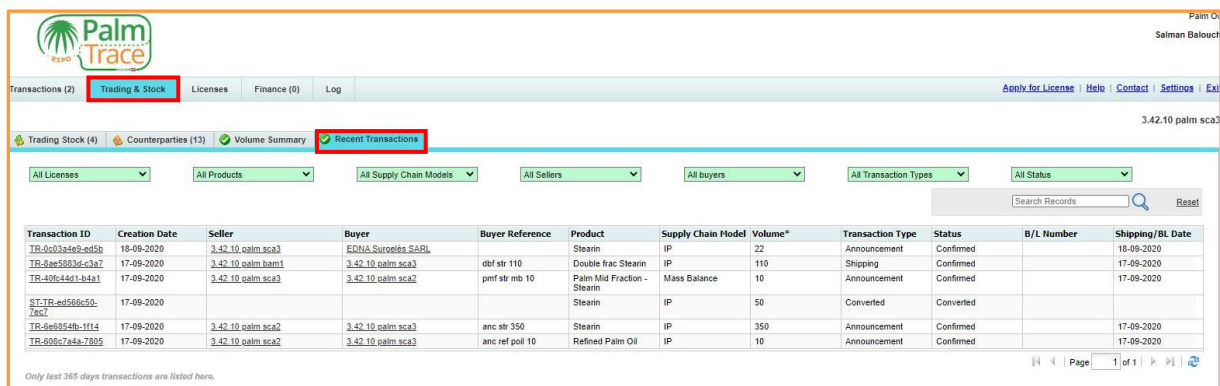 Palm
Trace
RSPO
Palm Oi
Salman Balouch
Transactions (2) Trading & Stock Licenses Finance (0) Log Apply for License | Help | Contact | Settings | Exi
3.42.10 palm sca3
Trading Stock (4) Counterparties (13) Volume Summary Recent Transactions
All Licenses All Products All Supply Chain Models All Sellers All buyers All Transaction Types All Status
Search Records Reset
Transaction ID Creation Date Seller Buyer Buyer Reference Product Supply Chain Model Volume* Transaction Type Status B/L Number Shipping/BL Date
TR-0c03a4e9-ed5b 18-09-2020 3.42.10 palm sca3 EDNA Surgelés SARL Stearin IP 22 Announcement Confirmed 18-09-2020
TR-8ae5883d-c3a7 17-09-2020 3.42.10 palm bam1 3.42.10 palm sca3 dbf str 110 Double frac Stearin IP 110 Shipping Confirmed 17-09-2020
TR-40fc44d1-b4a1 17-09-2020 3.42.10 palm sca3 3.42.10 palm sca2 pmf str mb 10 Palm Mid Fraction - Mass Balance 10 Announcement Confirmed 17-09-2020
Stearin
ST-TR-ed566c50- 17-09-2020 Stearin IP 50 Converted Converted
7ec7
TR-6e6854fb-1f14 17-09-2020 3.42.10 palm sca2 3.42.10 palm sca3 anc str 350 Stearin IP 350 Announcement Confirmed 17-09-2020
TR-608c7a4a-7805 17-09-2020 3.42.10 palm sca2 3.42.10 palm sca3 anc ref poil 10 Refined Palm Oil IP 10 Announcement Confirmed 17-09-2020
Page 1 of 1
Only last 365 days transactions are listed here.